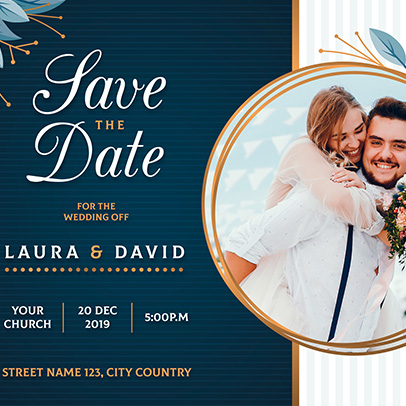 Save
THE
Date
FOR THE
WEDDING OFF
LAURA & DAVID
YOUR
CHURCH
20 DEC
2019
5:00P.M
STREET NAME 123, CITY COUNTRY